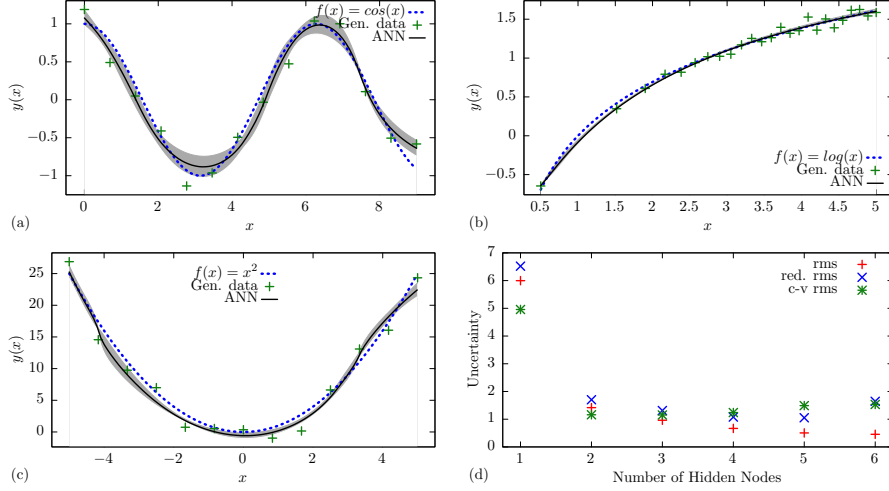 f(x) = cos(x)
Gen. data
ANN
1
0.5
0
−0.5
−1
y(x)
0 2 4 6 8
(a)
x
f(x) = log(x)
Gen. data
ANN
1.5
1
0.5
0
−0.5
y(x)
0.5 1 1.5 2 2.5 3 3.5 4 4.5 5
(b)
x
f(x) = x²
Gen. data
ANN
25
20
15
10
5
0
y(x)
−4 −2 0 2 4
(c)
x
rms
red. rms
c-v rms
7
6
5
4
3
2
1
0
Uncertainty
1 2 3 4 5 6
(d)
Number of Hidden Nodes